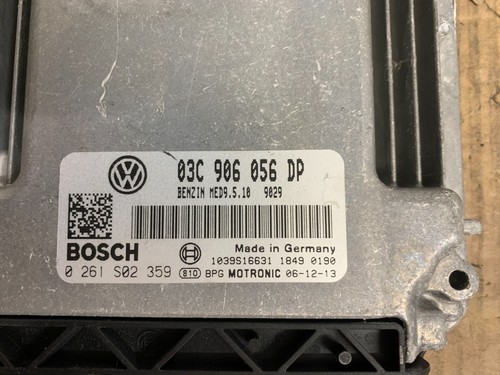 03C 906 056 DP
BENZIN MED9.5.10 9029
BOSCH
Made in Germany
1039S16631 1849 0190
0 261 S02 359 810 BPG MOTRONIC 06-12-13